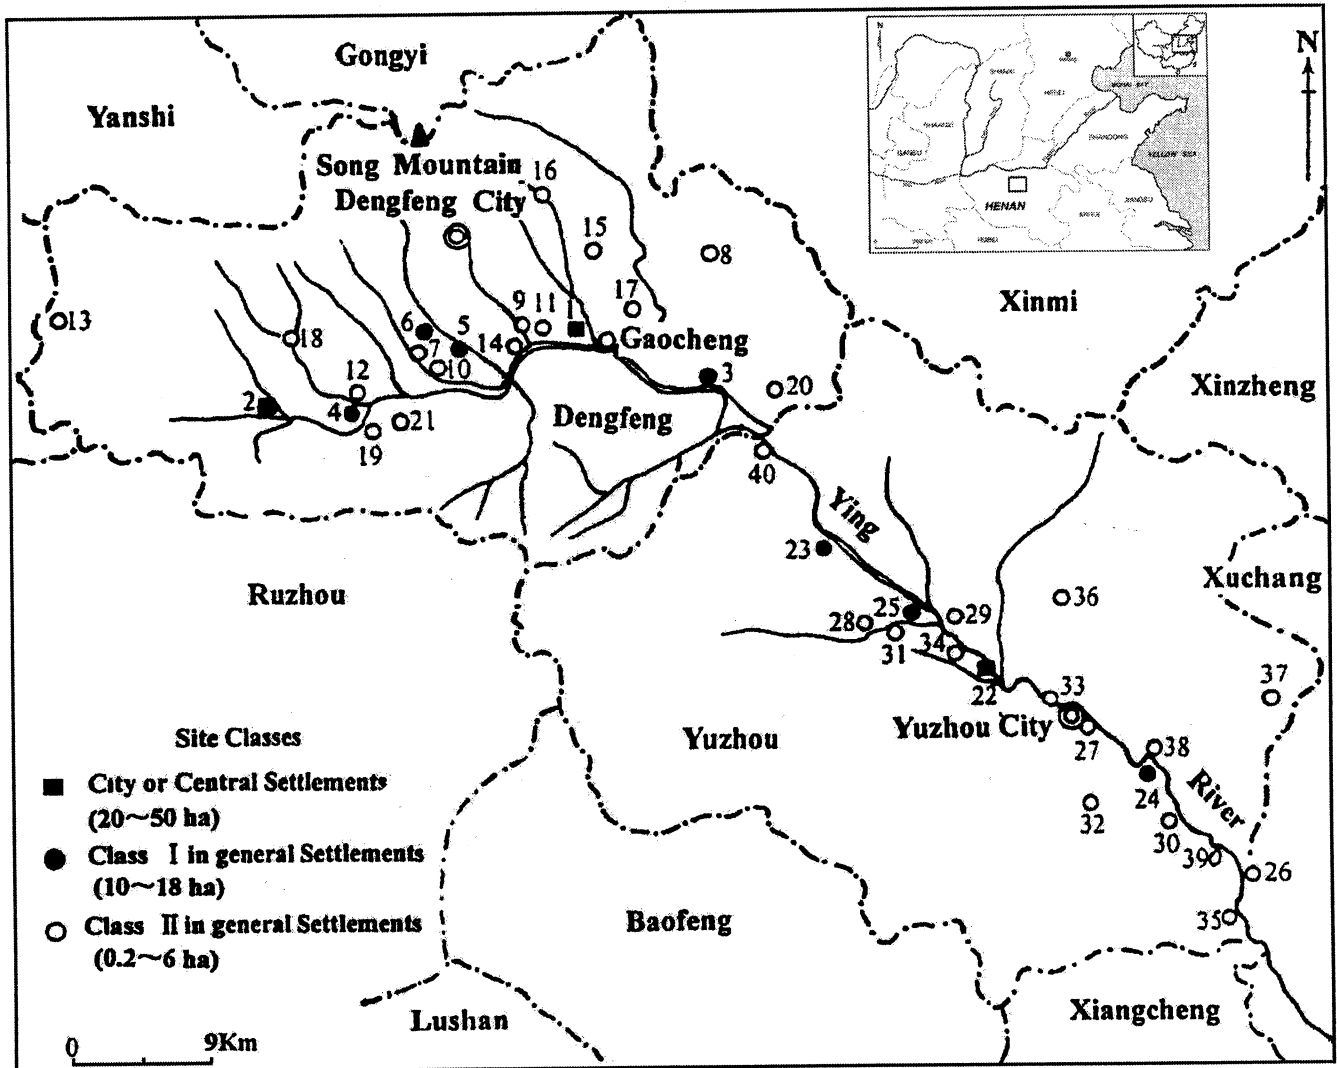 Gongyi
Yanshi
N
Song Mountain
Dengfeng City
16
15
8
HENAN
YELLOW SEA
Xinmi
13
17
9
11
1
6
5
18
7
14
Gaocheng
10
12
3
20
Xinzheng
2
4
21
Dengfeng
19
40
Ying
23
Ruzhou
Xuchang
36
25
28
29
31
34
22
33
37
Site Classes
Yuzhou
Yuzhou City
27
38
City or Central Settlements
(20～50 ha)
24
River
32
30
39
Class Ⅰ in general Settlements
(10～18 ha)
26
Class Ⅱ in general Settlements
(0.2～6 ha)
Baofeng
35
Lushan
Xiangcheng
0
9Km